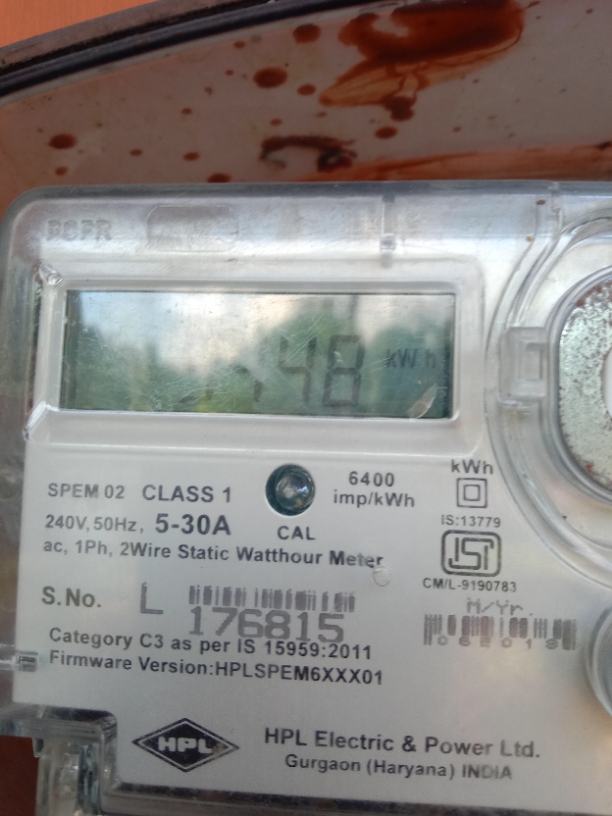 48 kWh
kWh
6400
imp/kWh
SPEM 02 CLASS 1
240V, 50Hz, 5-30A
CAL
IS:13779
ac, 1Ph, 2Wire Static Watthour Meter
ISI
CM/L-9190783
S.No. L 176815
M/Yr.
Category C3 as per IS 15959:2011
Firmware Version:HPLSPEM6XXX01
HPL
HPL Electric & Power Ltd.
Gurgaon (Haryana) INDIA